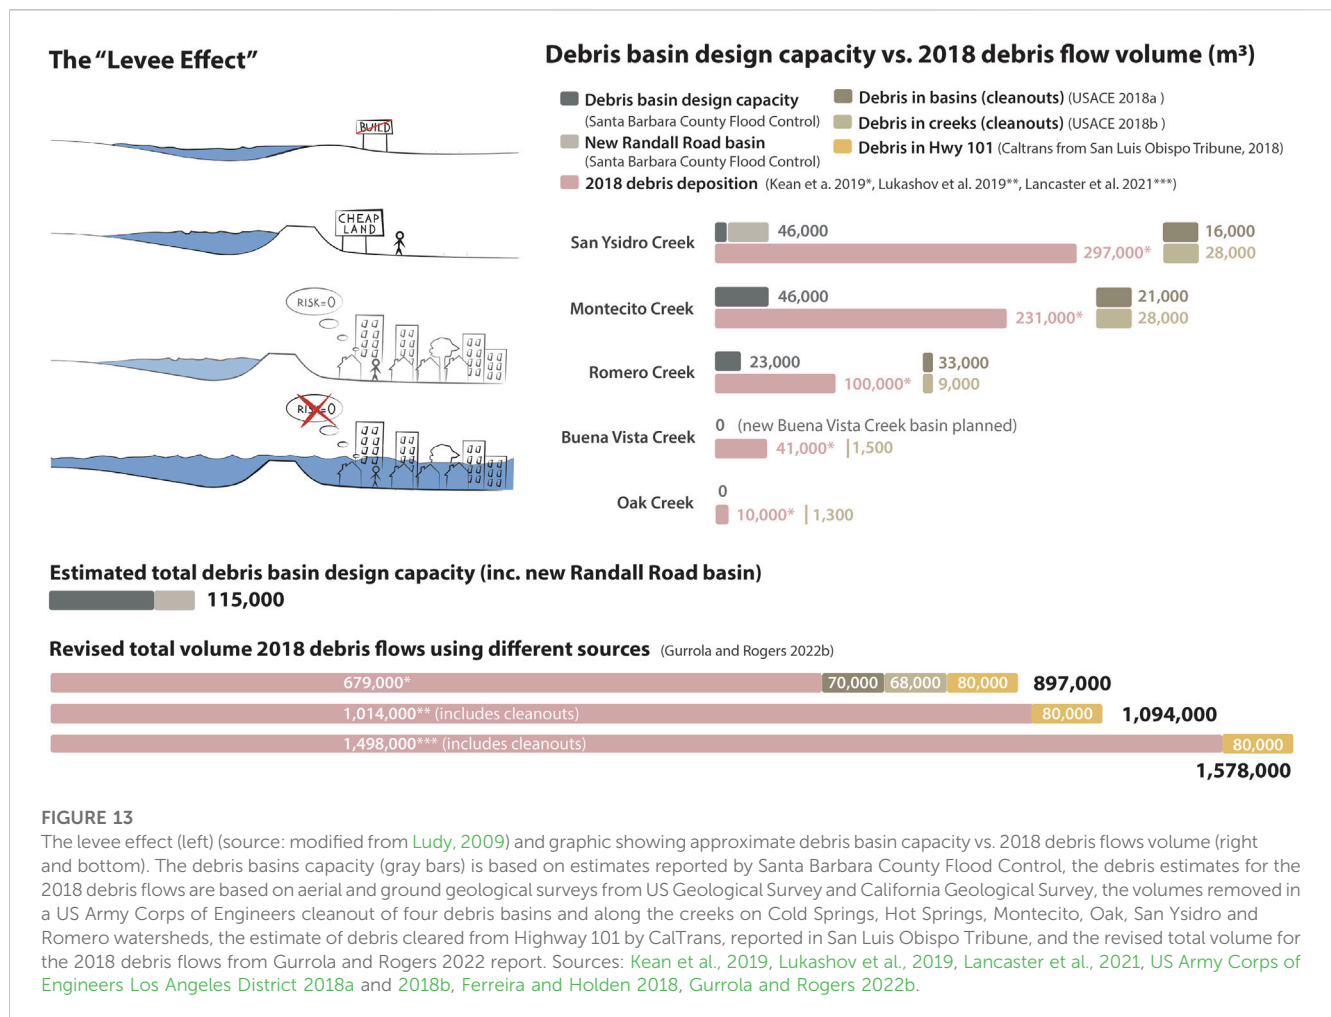 The “Levee Effect”
BUILD
CHEAP
LAND
RISK=0
RISK=0
Debris basin design capacity vs. 2018 debris flow volume (m³)
Debris basin design capacity
(Santa Barbara County Flood Control)
New Randall Road basin
(Santa Barbara County Flood Control)
Debris in basins (cleanouts) (USACE 2018a )
Debris in creeks (cleanouts) (USACE 2018b )
Debris in Hwy 101 (Caltrans from San Luis Obispo Tribune, 2018)
2018 debris deposition (Kean et a. 2019*, Lukashov et al. 2019**, Lancaster et al. 2021***)
San Ysidro Creek
46,000
297,000*
16,000
28,000
Montecito Creek
46,000
231,000*
21,000
28,000
Romero Creek
23,000
100,000*
33,000
9,000
Buena Vista Creek
0 (new Buena Vista Creek basin planned)
41,000*
1,500
Oak Creek
0
10,000*
1,300
Estimated total debris basin design capacity (inc. new Randall Road basin)
115,000
Revised total volume 2018 debris flows using different sources (Gurrola and Rogers 2022b)
679,000* 70,000 68,000 80,000 897,000
1,014,000** (includes cleanouts) 80,000 1,094,000
1,498,000*** (includes cleanouts) 80,000
1,578,000
FIGURE 13
The levee effect (left) (source: modified from Ludy, 2009) and graphic showing approximate debris basin capacity vs. 2018 debris flows volume (right
and bottom). The debris basins capacity (gray bars) is based on estimates reported by Santa Barbara County Flood Control, the debris estimates for the
2018 debris flows are based on aerial and ground geological surveys from US Geological Survey and California Geological Survey, the volumes removed in
a US Army Corps of Engineers cleanout of four debris basins and along the creeks on Cold Springs, Hot Springs, Montecito, Oak, San Ysidro and
Romero watersheds, the estimate of debris cleared from Highway 101 by CalTrans, reported in San Luis Obispo Tribune, and the revised total volume for
the 2018 debris flows from Gurrola and Rogers 2022 report. Sources: Kean et al., 2019, Lukashov et al., 2019, Lancaster et al., 2021, US Army Corps of
Engineers Los Angeles District 2018a and 2018b, Ferreira and Holden 2018, Gurrola and Rogers 2022b.